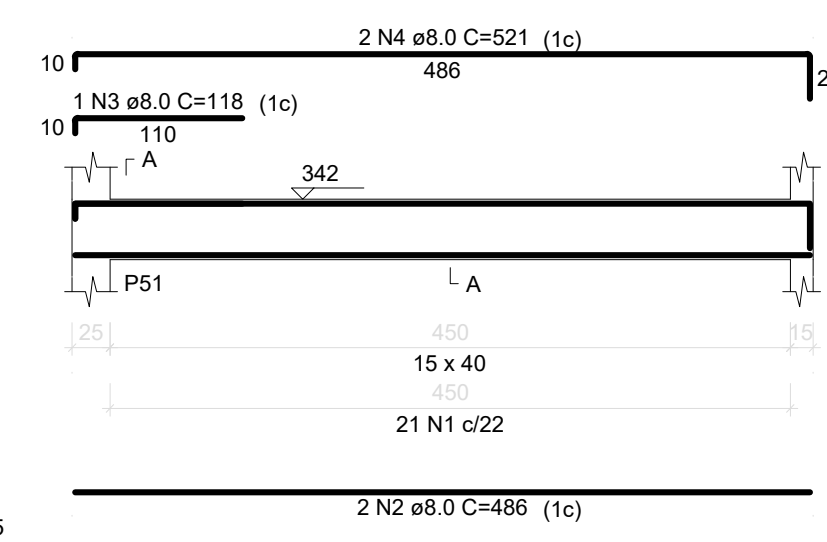 2 N4 ø8.0 C=521 (1c)
10
486
2
1 N3 ø8.0 C=118 (1c)
10
110
A
342
P51
A
25 450 15
15 x 40
450
21 N1 c/22
2 N2 ø8.0 C=486 (1c)